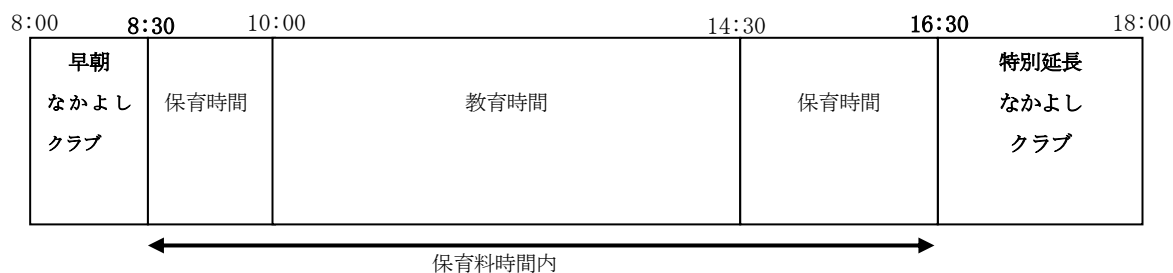 8:00 8:30 10:00 14:30 16:30 18:00
早朝
なかよし
クラブ
保育時間
教育時間
保育時間
特別延長
なかよし
クラブ
保育料時間内